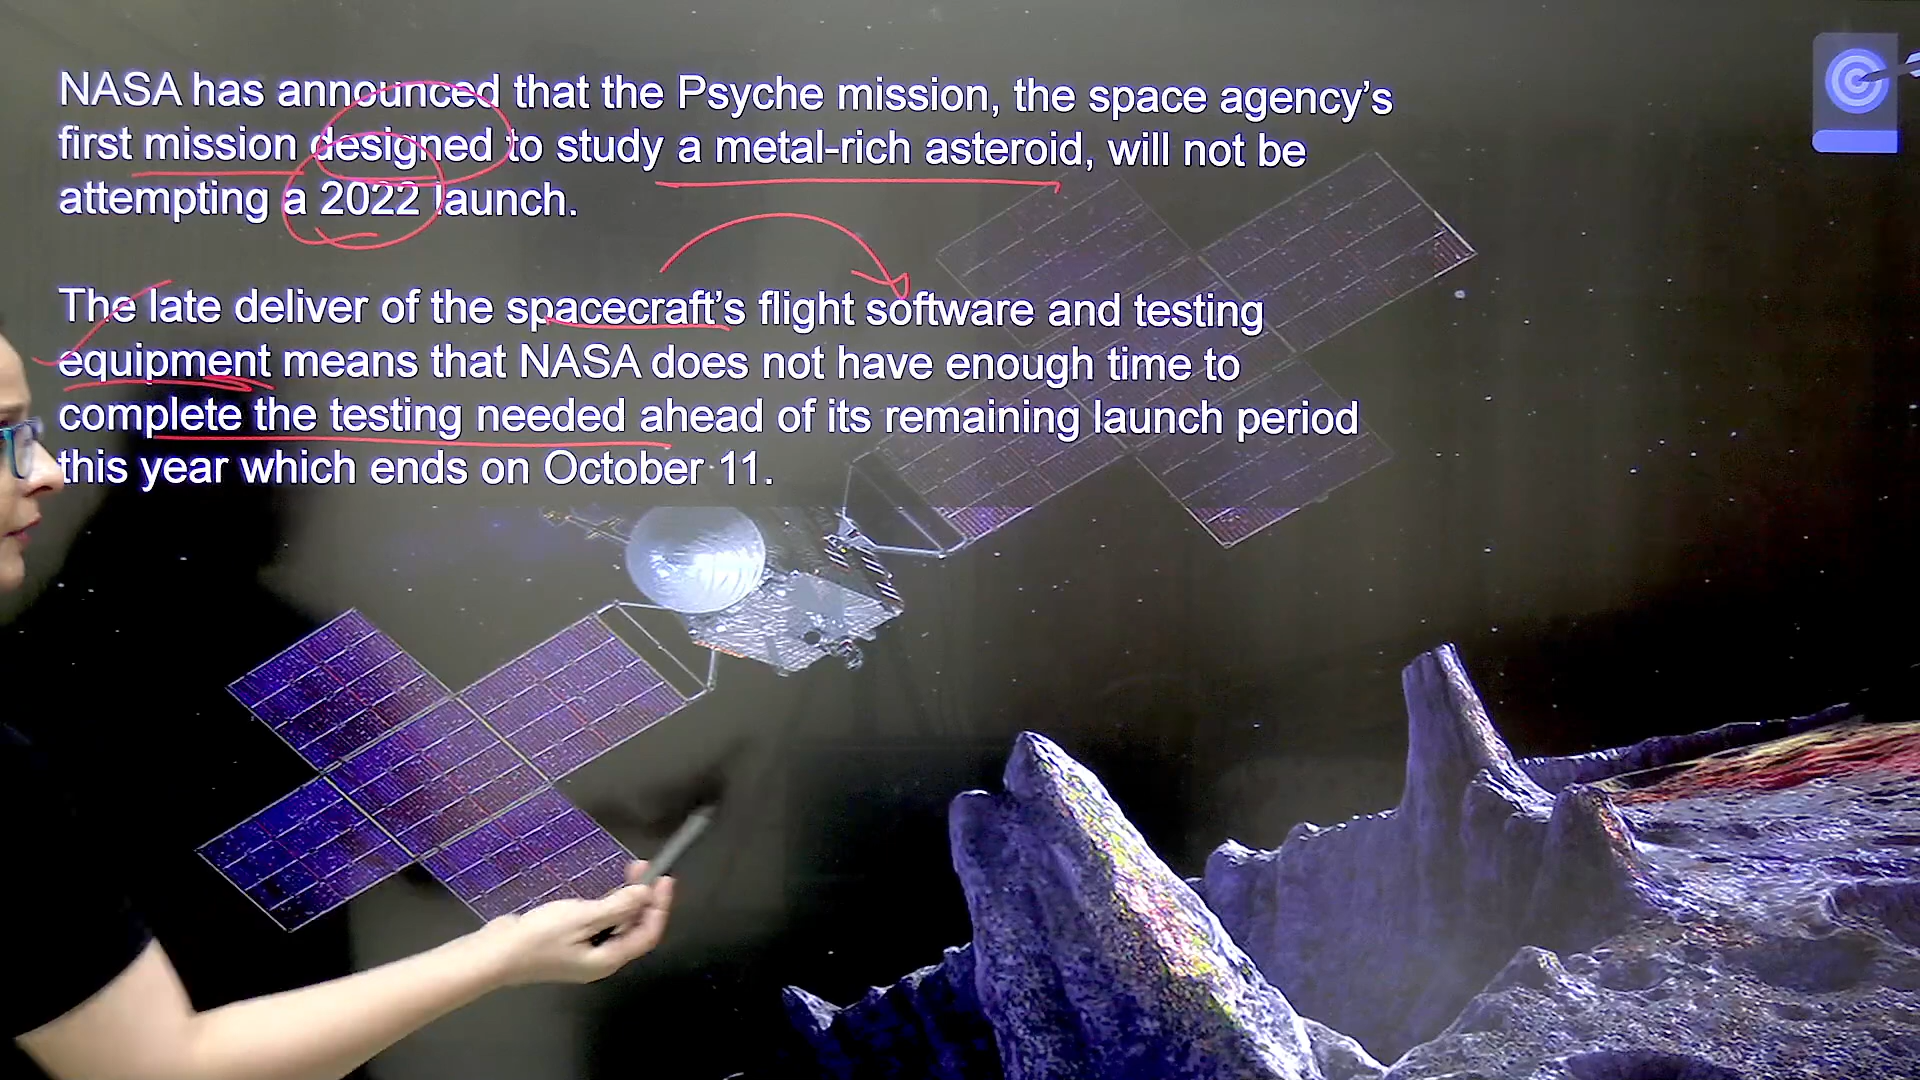 NASA has announced that the Psyche mission, the space agency's
first mission designed to study a metal-rich asteroid, will not be
attempting a 2022 launch.
The late deliver of the spacecraft's flight software and testing
equipment means that NASA does not have enough time to
complete the testing needed ahead of its remaining launch period
this year which ends on October 11.